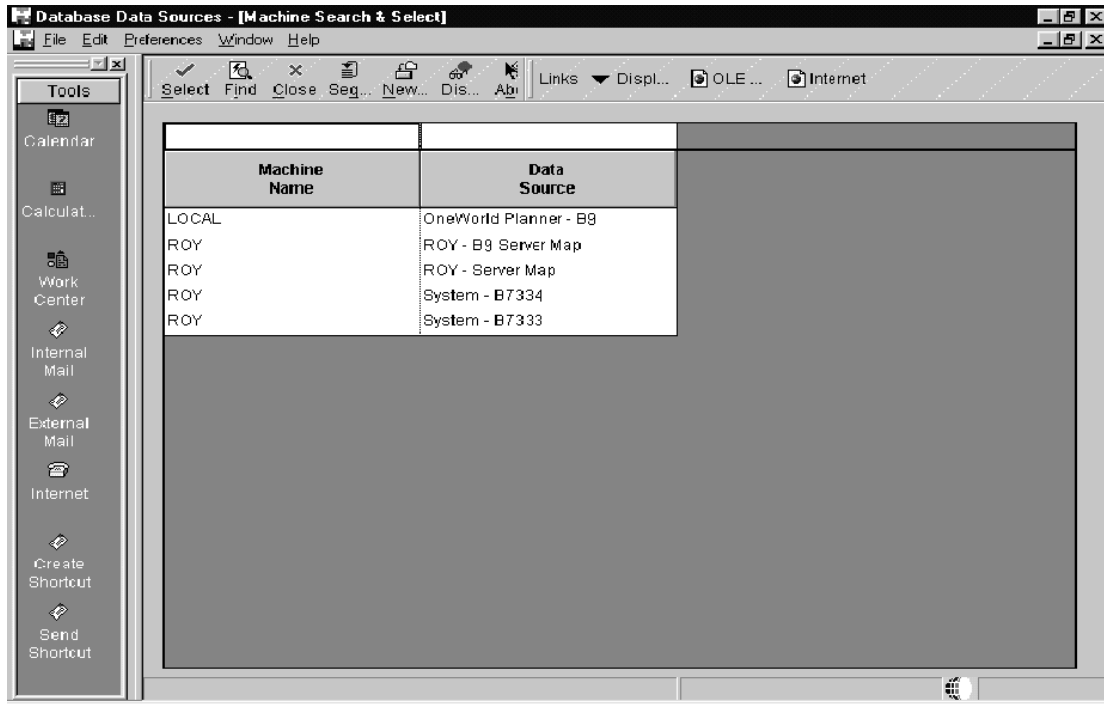 Database Data Sources - [Machine Search & Select]
File Edit Preferences Window Help
Tools
Select Find Close Seq... New... Dis... Abi Links Displ... OLE ... Internet
Calendar
Calculat...
Work
Center
Internal
Mail
External
Mail
Internet
Create
Shortcut
Send
Shortcut
Machine
Name
Data
Source
LOCAL OneWorld Planner - B9
ROY ROY - B9 Server Map
ROY ROY - Server Map
ROY System - B7334
ROY System - B7333